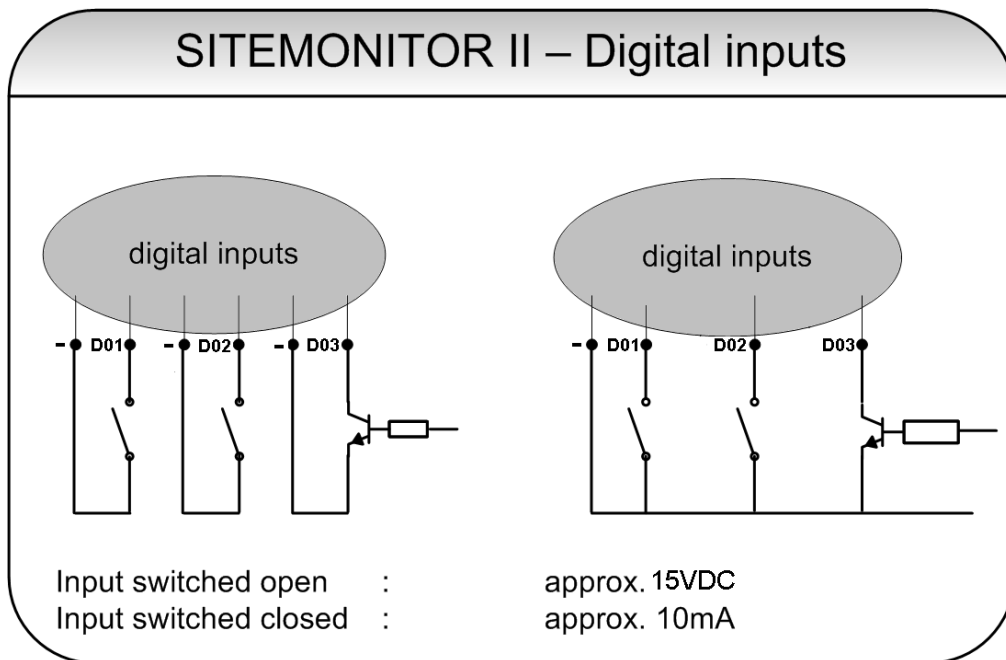 SITEMONITOR II – Digital inputs
digital inputs
digital inputs
- D01 - D02 - D03
- D01 D02 D03
Input switched open : approx. 15VDC
Input switched closed : approx. 10mA